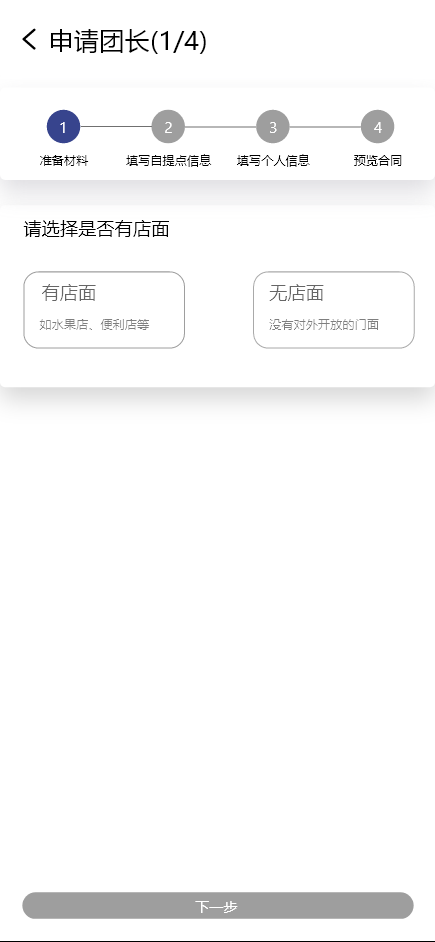 申请团长(1/4)
1 2 3 4
准备材料 填写自提点信息 填写个人信息 预览合同
请选择是否有店面
有店面 无店面
如水果店、便利店等 没有对外开放的门面
下一步